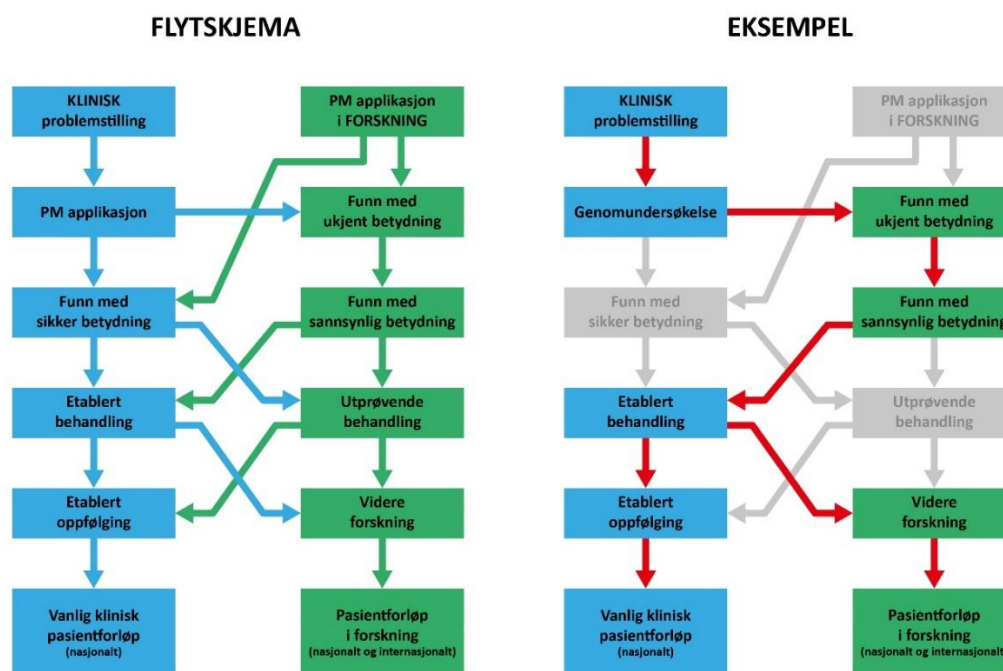 FLYTSKJEMA
KLINISK
problemstilling
PM applikasjon
i FORSKNING
PM applikasjon
Funn med
ukjent betydning
Funn med
sikker betydning
Funn med
sannsynlig betydning
Etablert
behandling
Utprøvende
behandling
Etablert
oppfølging
Videre
forskning
Vanlig klinisk
pasientforløp
(nasjonalt)
Pasientforløp
i forskning
(nasjonalt og internasjonalt)
EKSEMPEL
KLINISK
problemstilling
PM applikasjon
i FORSKNING
Genomundersøkelse
Funn med
ukjent betydning
Funn med
sikker betydning
Funn med
sannsynlig betydning
Etablert
behandling
Utprøvende
behandling
Etablert
oppfølging
Videre
forskning
Vanlig klinisk
pasientforløp
(nasjonalt)
Pasientforløp
i forskning
(nasjonalt og internasjonalt)